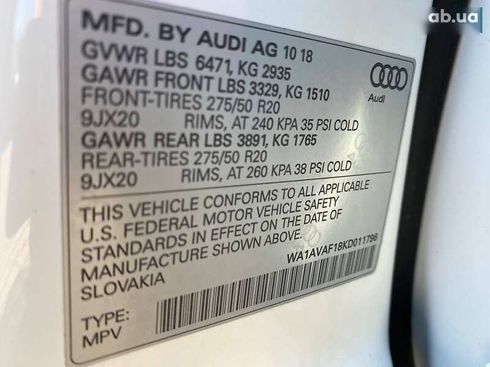 ab.ua
MFD. BY AUDI AG 10 18
GVWR LBS 6471, KG 2935
GAWR FRONT LBS 3329, KG 1510
FRONT-TIRES 275/50 R20
9JX20 RIMS, AT 240 KPA 35 PSI COLD
GAWR REAR LBS 3891, KG 1765
REAR-TIRES 275/50 R20
9JX20 RIMS, AT 260 KPA 38 PSI COLD
Audi
THIS VEHICLE CONFORMS TO ALL APPLICABLE
U.S. FEDERAL MOTOR VEHICLE SAFETY
STANDARDS IN EFFECT ON THE DATE OF
MANUFACTURE SHOWN ABOVE.
SLOVAKIA
WA1AVAF18KD011796
TYPE:
MPV